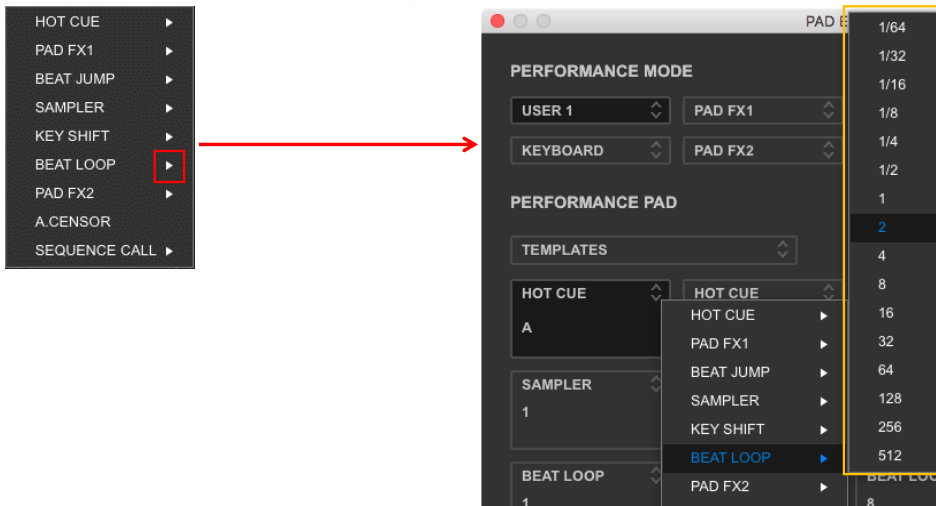 HOT CUE
PAD FX1
BEAT JUMP
SAMPLER
KEY SHIFT
BEAT LOOP
PAD FX2
A.CENSOR
SEQUENCE CALL
PAD
PERFORMANCE MODE
USER 1
PAD FX1
KEYBOARD
PAD FX2
PERFORMANCE PAD
TEMPLATES
HOT CUE
A
HOT CUE
SAMPLER
1
BEAT LOOP
1
HOT CUE
PAD FX1
BEAT JUMP
SAMPLER
KEY SHIFT
BEAT LOOP
PAD FX2
1/64
1/32
1/16
1/8
1/4
1/2
1
2
4
8
16
32
64
128
256
512
BEAT LOO
8